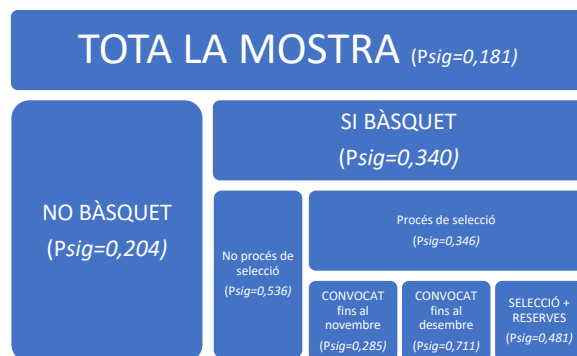 TOTA LA MOSTRA (Psig=0,181)
NO BÀSQUET
(Psig=0,204)
SI BÀSQUET
(Psig=0,340)
No procés de
selecció
(Psig=0,536)
Procés de selecció
(Psig=0,346)
CONVOCAT
fins al
novembre
(Psig=0,285)
CONVOCAT
fins al
desembre
(Psig=0,711)
SELECCIÓ +
RESERVES
(Psig=0,481)